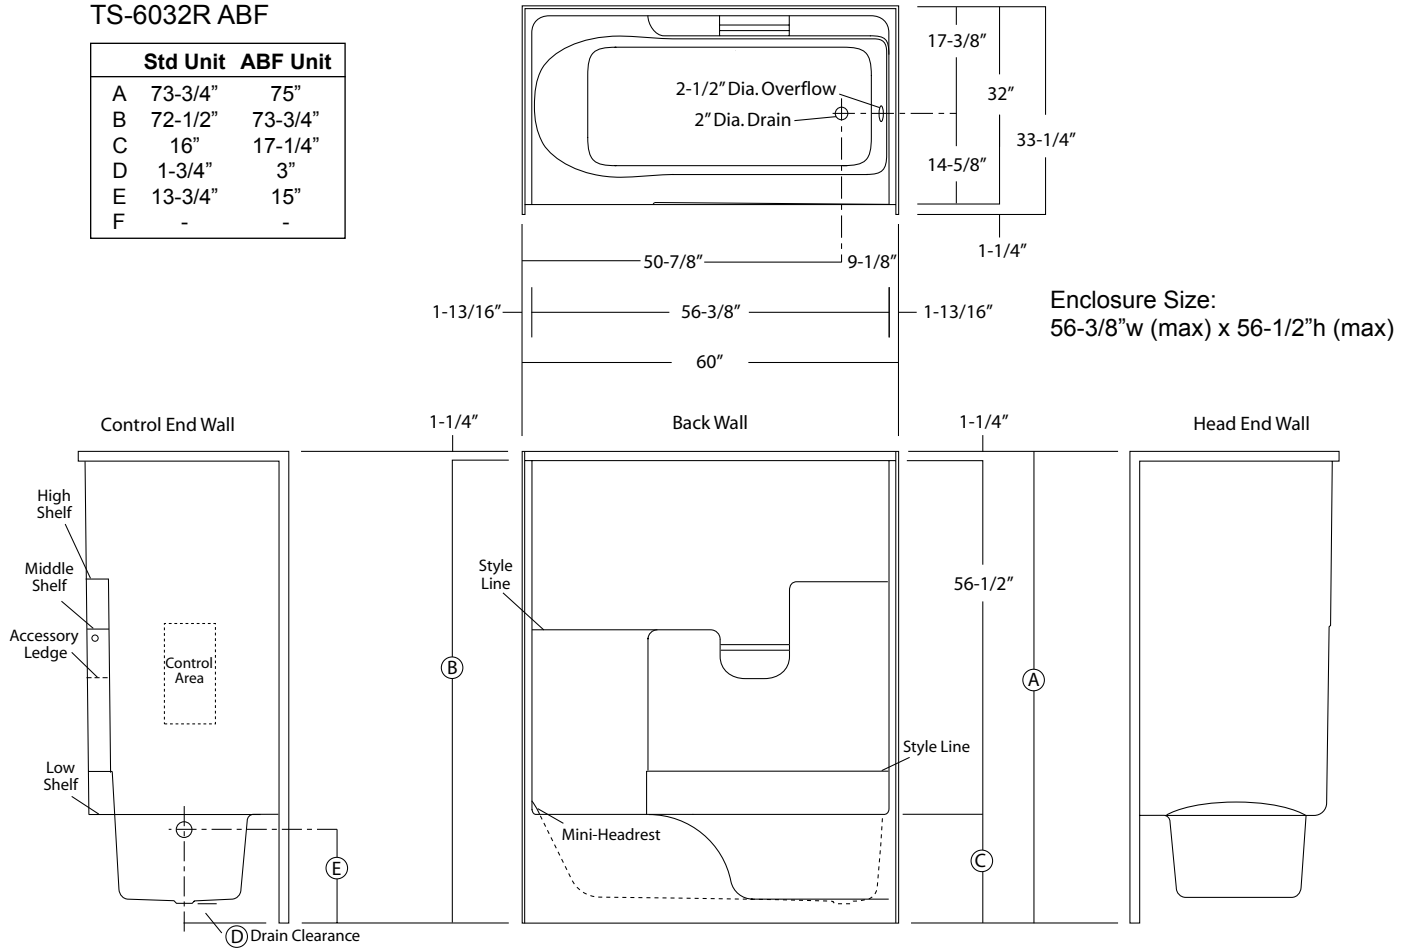 TS-6032R ABF
Std Unit ABF Unit
A 73-3/4” 75”
B 72-1/2” 73-3/4”
C 16” 17-1/4”
D 1-3/4” 3”
E 13-3/4” 15”
F - -
2-1/2” Dia. Overflow
2” Dia. Drain
17-3/8”
32”
33-1/4”
14-5/8”
1-1/4”
50-7/8”
9-1/8”
1-13/16”
56-3/8”
1-13/16”
60”
Enclosure Size:
56-3/8”w (max) x 56-1/2”h (max)
Control End Wall
1-1/4”
Back Wall
1-1/4”
Head End Wall
High
Shelf
Middle
Shelf
Accessory
Ledge
Control
Area
Low
Shelf
E
D Drain Clearance
B
Style
Line
Mini-Headrest
Style Line
56-1/2”
A
C